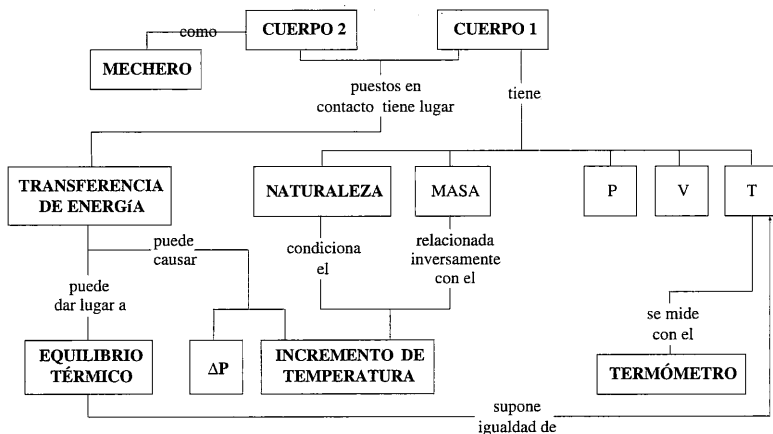 como
CUERPO 2
CUERPO 1
MECHERO
puestos en
contacto tiene lugar
tiene
TRANSFERENCIA
DE ENERGíA
NATURALEZA
MASA
P
V
T
puede
causar
condiciona
el
relacionada
inversamente
con el
puede
dar lugar a
se mide
con el
EQUILIBRIO
TÉRMICO
ΔP
INCREMENTO DE
TEMPERATURA
TERMÓMETRO
supone
igualdad de